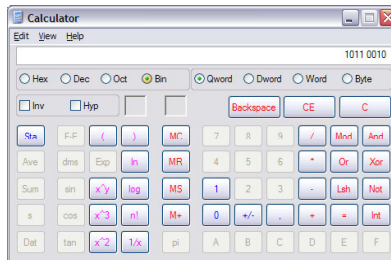 Calculator
Edit View Help
1011 0010
Hex Dec Oct Bin Qword Dword Word Byte
Inv Hyp Backspace CE C
Sta F-E ( ) MC 7 8 9 / Mod And
Ave dms Exp ln MR 4 5 6 * Or Xor
Sum sin x^y log MS 1 2 3 - Lsh Not
s cos x^3 n! M+ 0 +/- . + = Int
Dat tan x^2 1/x pi A B C D E F